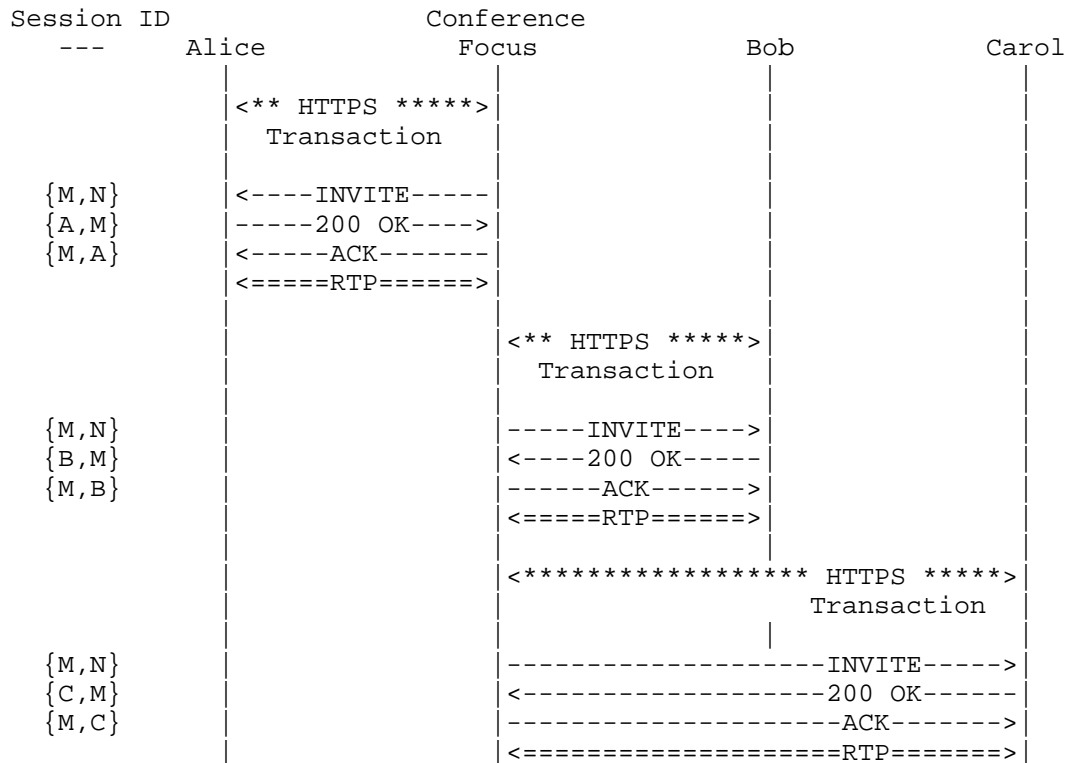 Session ID                Conference
   ---     Alice            Focus             Bob            Carol
             |                |                |               |
             |<** HTTPS *****>|                |               |
             |  Transaction   |                |               |
             |                |                |               |
  {M,N}      |<----INVITE-----|                |               |
  {A,M}      |-----200 OK---->|                |               |
  {M,A}      |<-----ACK-------|                |               |
             |<=====RTP======>|                |               |
             |                |                |               |
             |                |<** HTTPS *****>|               |
             |                |  Transaction   |               |
             |                |                |               |
  {M,N}      |                |-----INVITE---->|               |
  {B,M}      |                |<----200 OK-----|               |
  {M,B}      |                |------ACK------>|               |
             |                |<=====RTP======>|               |
             |                |                |               |
             |                |<****************** HTTPS *****>|
             |                |                   Transaction  |
             |                |                |               |
  {M,N}      |                |--------------------INVITE----->|
  {C,M}      |                |<-------------------200 OK------|
  {M,C}      |                |---------------------ACK------->|
             |                |<====================RTP=======>|